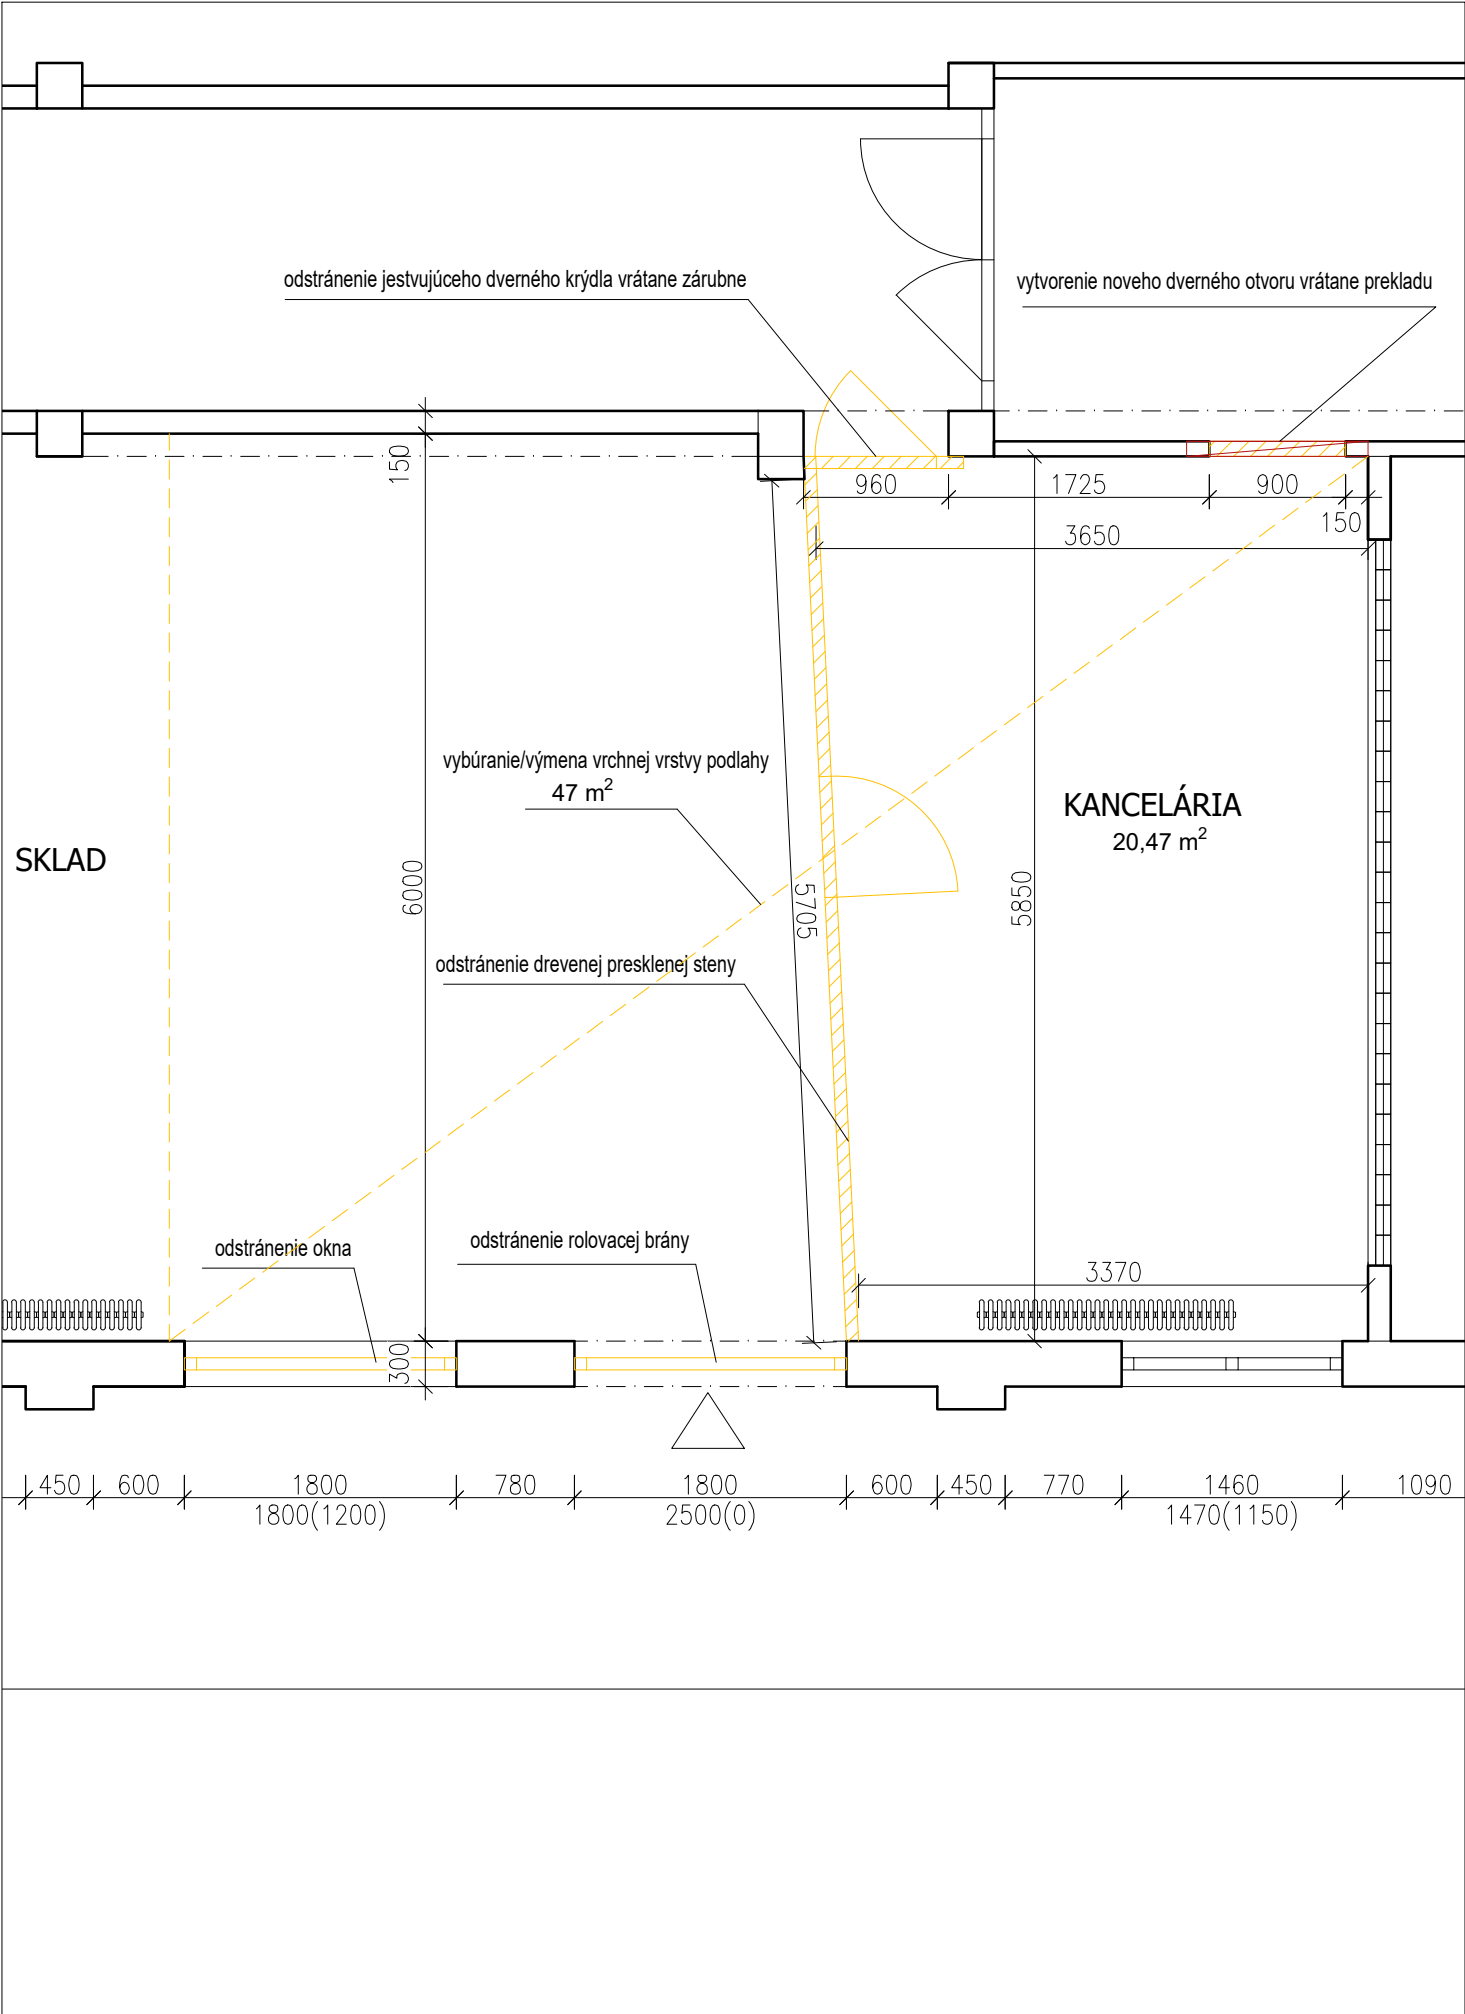 odstránenie jestvujúceho dverného krýdla vrátane zárubne
vytvorenie noveho dverného otvoru vrátane prekladu
150
960
1725
900
150
3650
vybúranie/výmena vrchnej vrstvy podlahy
47 m²
KANCELÁRIA
20,47 m²
SKLAD
6000
5705
5850
odstránenie drevenej presklenej steny
odstránenie okna
odstránenie rolovacej brány
3370
300
450
600
1800
780
1800
600
450
770
1460
1090
1800(1200)
2500(0)
1470(1150)